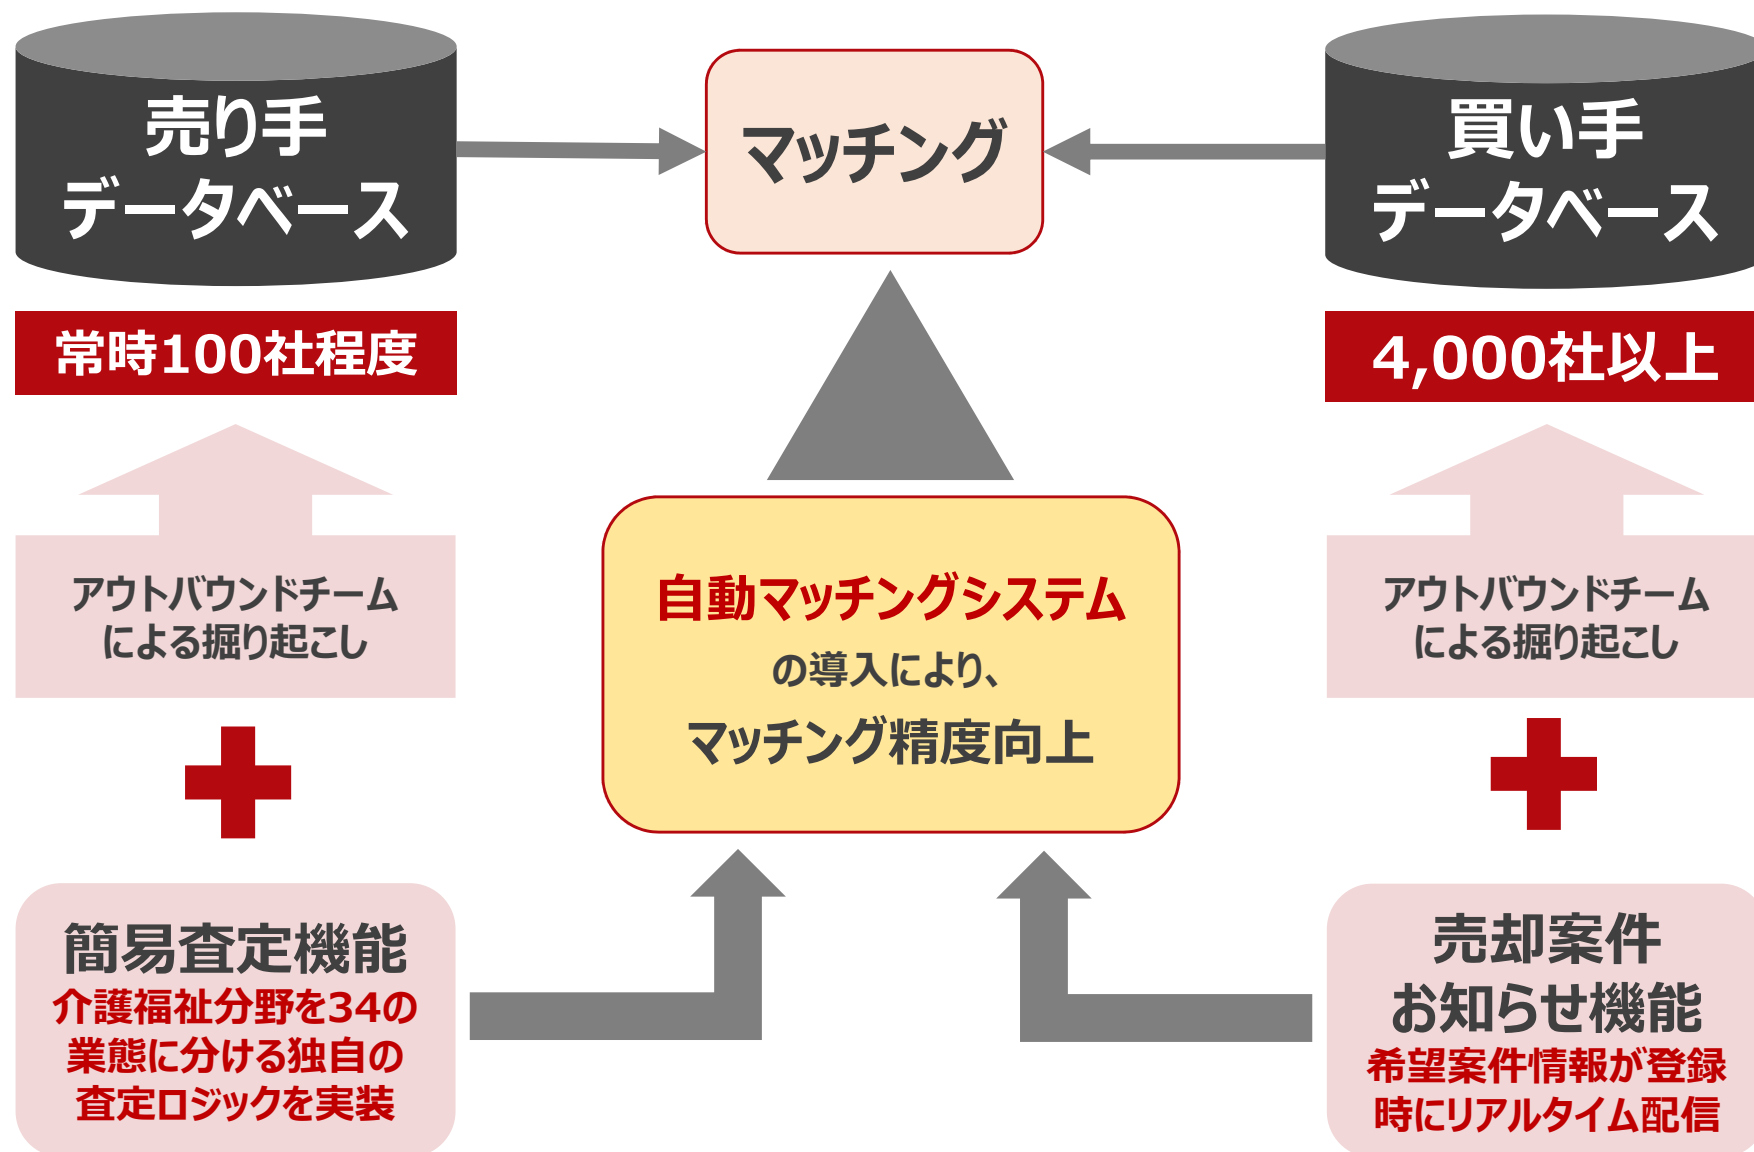 売り手
データベース
マッチング
買い手
データベース
常時100社程度
4,000社以上
アウトバウンドチーム
による掘り起こし
自動マッチングシステム
の導入により、
マッチング精度向上
アウトバウンドチーム
による掘り起こし
簡易査定機能
介護福祉分野を34の
業態に分ける独自の
査定ロジックを実装
売却案件
お知らせ機能
希望案件情報が登録
時にリアルタイム配信